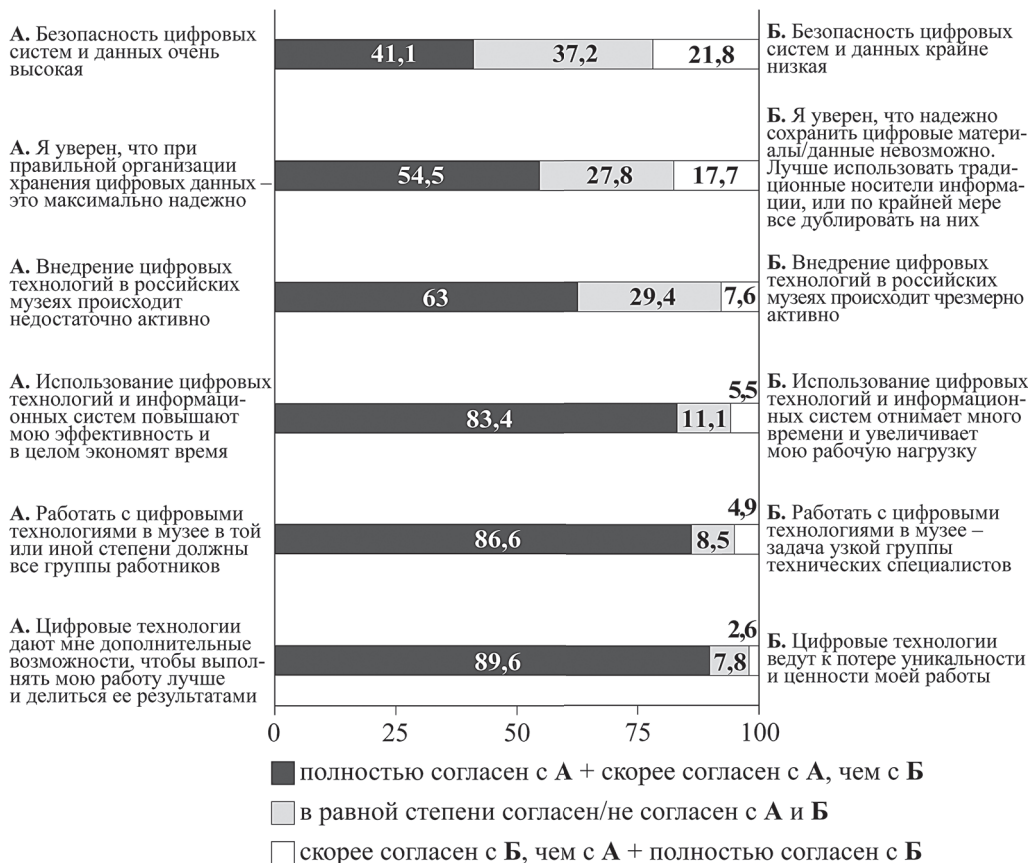 А. Безопасность цифровых
систем и данных очень
высокая
41,1
37,2
21,8
Б. Безопасность цифровых
систем и данных крайне
низкая
А. Я уверен, что при
правильной организации
хранения цифровых данных –
это максимально надежно
54,5
27,8
17,7
Б. Я уверен, что надежно
сохранить цифровые матери-
алы/данные невозможно.
Лучше использовать тради-
ционные носители информа-
ции, или по крайней мере
все дублировать на них
А. Внедрение цифровых
технологий в российских
музеях происходит
недостаточно активно
63
29,4
7,6
Б. Внедрение цифровых
технологий в российских
музеях происходит чрезмерно
активно
А. Использование цифровых
технологий и информаци-
онных систем повышают
мою эффективность и
в целом экономят время
83,4
11,1
5,5
Б. Использование цифровых
технологий и информацион-
ных систем отнимает много
времени и увеличивает
мою рабочую нагрузку
А. Работать с цифровыми
технологиями в музее в той
или иной степени должны
все группы работников
86,6
8,5
4,9
Б. Работать с цифровыми
технологиями в музее –
задача узкой группы
технических специалистов
А. Цифровые технологии
дают мне дополнительные
возможности, чтобы выпол-
нять мою работу лучше
и делиться ее результатами
89,6
7,8
2,6
Б. Цифровые технологии
ведут к потере уникальности
и ценности моей работы
0 25 50 75 100
полностью согласен с А + скорее согласен с А, чем с Б
в равной степени согласен/не согласен с А и Б
скорее согласен с Б, чем с А + полностью согласен с Б